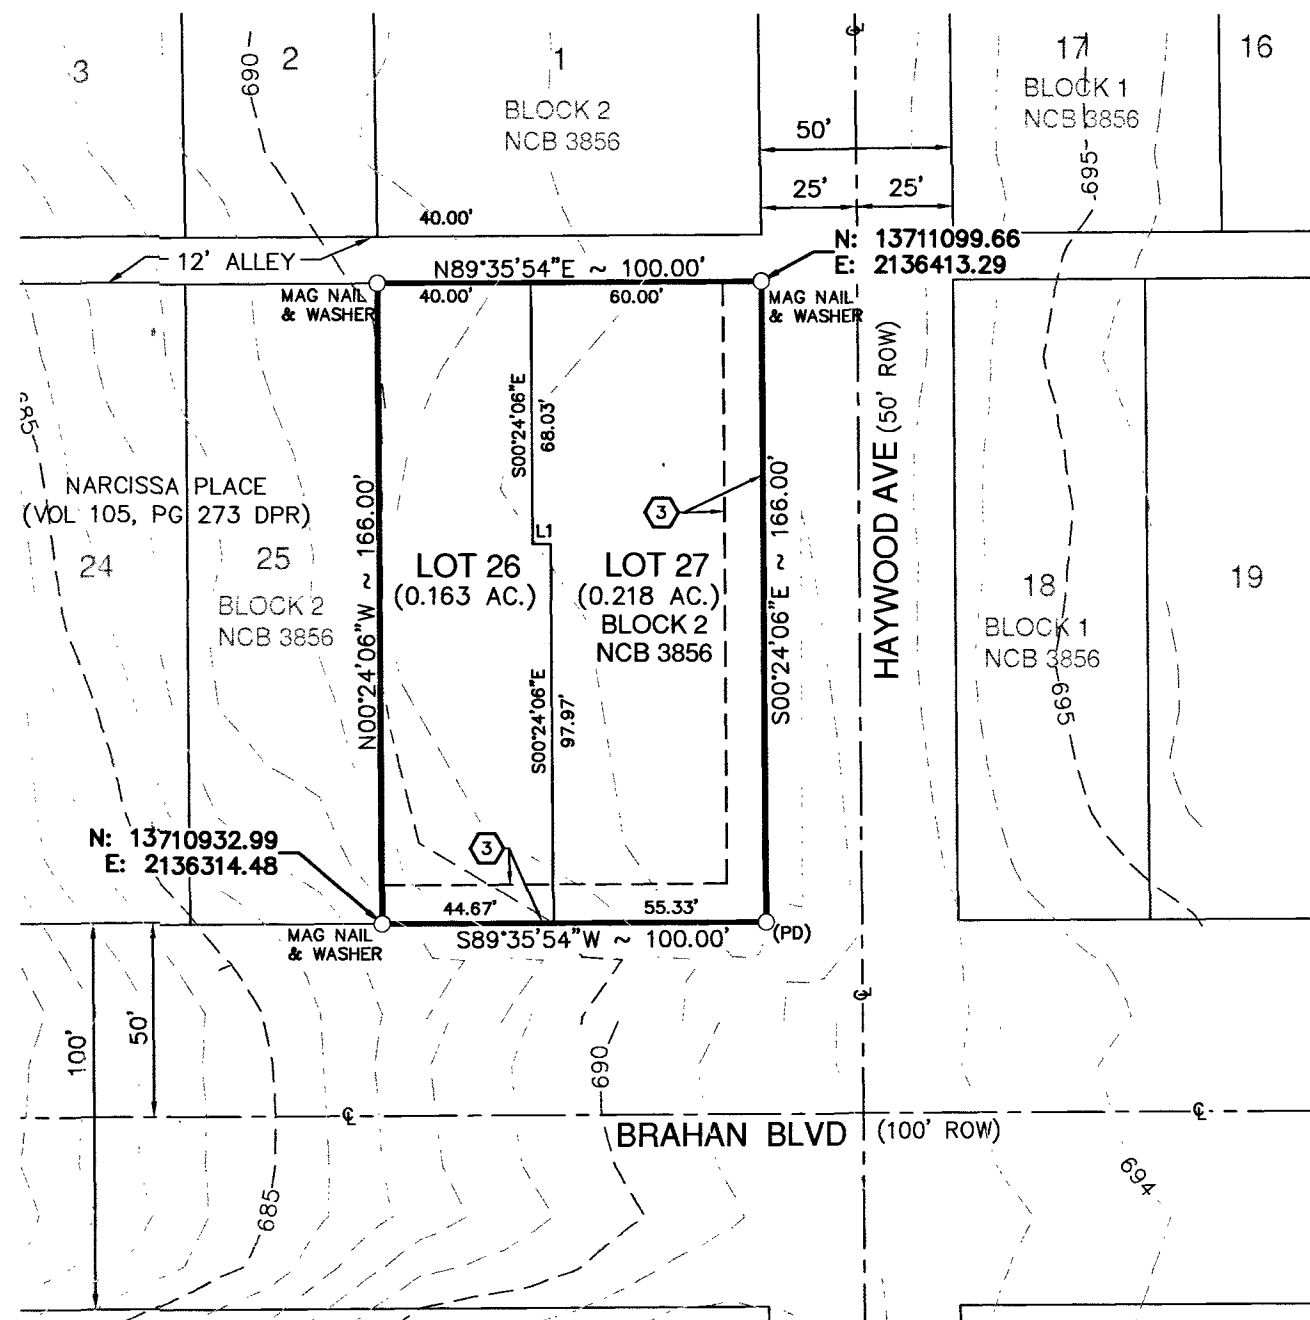 3
2
1
17
16
690
BLOCK 2
NCB 3856
BLOCK 1
NCB 3856
50'
25'
25'
695
40.00'
12' ALLEY
N: 13711099.66
E: 2136413.29
N89°35'54"E ~ 100.00'
MAG NAIL
& WASHER
40.00'
60.00'
MAG NAIL
& WASHER
S00°24'06"E
68.03'
HAYWOOD AVE (50' ROW)
NARCISSA PLACE
(VOL 105, PG 273 DPR)
24
25
BLOCK 2
NCB 3856
N00°24'06"W ~ 166.00'
L1
3
LOT 26
(0.163 AC.)
LOT 27
(0.218 AC.)
BLOCK 2
NCB 3856
S00°24'06"E ~ 166.00'
18
19
BLOCK 1
NCB 3856
695
S00°24'06"E
97.97'
N: 13710932.99
E: 2136314.48
3
44.67'
55.33'
MAG NAIL
& WASHER
S89°35'54"W ~ 100.00'
(PD)
100'
50'
690
BRAHAN BLVD (100' ROW)
694
685